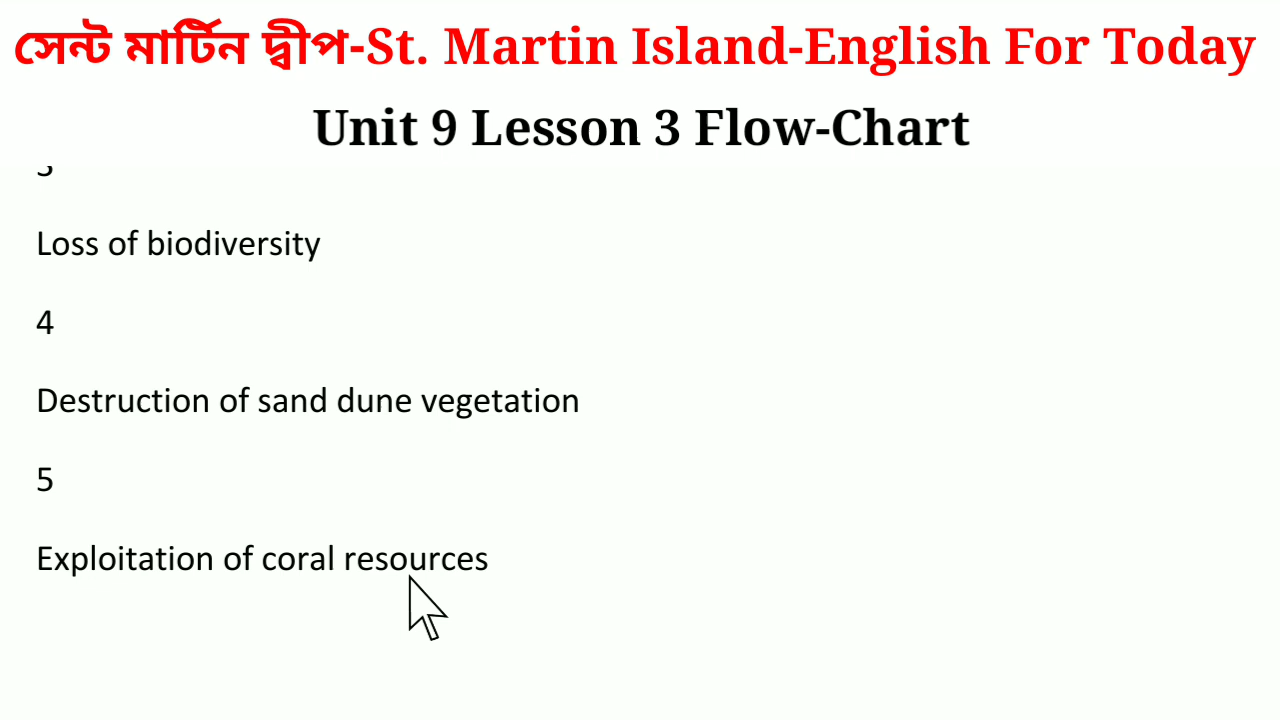 সেন্ট মার্টিন দ্বীপ-St. Martin Island-English For Today
Unit 9 Lesson 3 Flow-Chart
Loss of biodiversity
4
Destruction of sand dune vegetation
5
Exploitation of coral resources